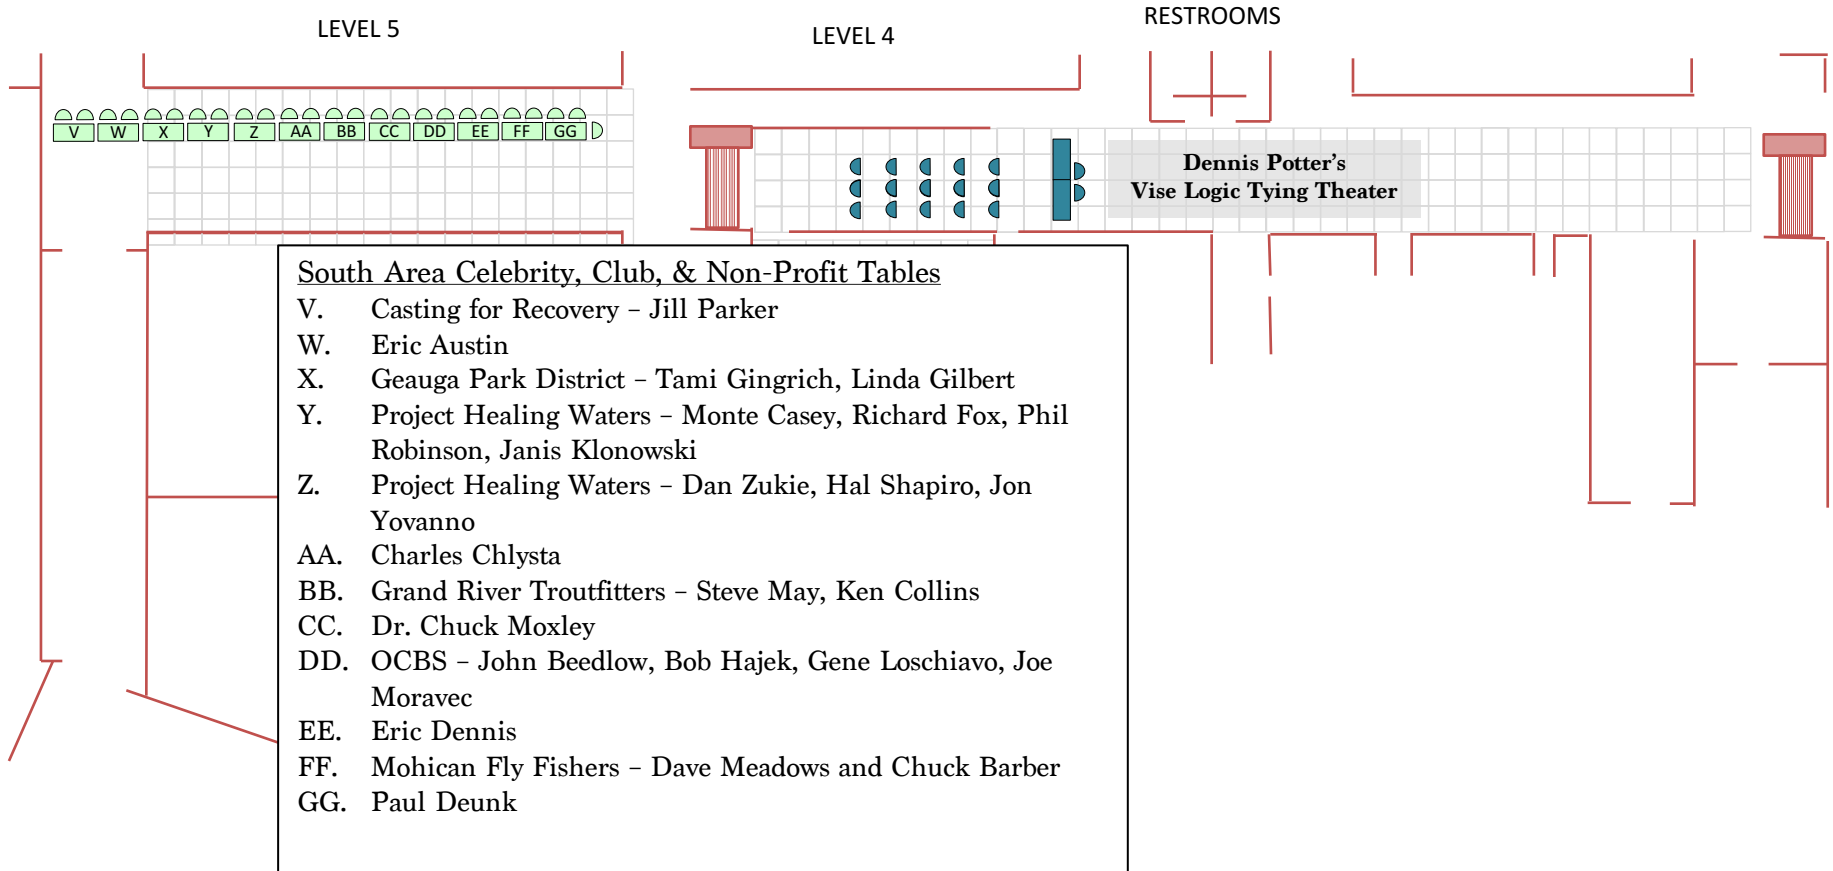 LEVEL 5
LEVEL 4
RESTROOMS
V W X Y Z AA BB CC DD EE FF GG
Dennis Potter’s
Vise Logic Tying Theater
South Area Celebrity, Club, & Non-Profit Tables
V. Casting for Recovery – Jill Parker
W. Eric Austin
X. Geauga Park District – Tami Gingrich, Linda Gilbert
Y. Project Healing Waters – Monte Casey, Richard Fox, Phil
Robinson, Janis Klonowski
Z. Project Healing Waters – Dan Zukie, Hal Shapiro, Jon
Yovanno
AA. Charles Chlysta
BB. Grand River Troutfitters – Steve May, Ken Collins
CC. Dr. Chuck Moxley
DD. OCBS – John Beedlow, Bob Hajek, Gene Loschiavo, Joe
Moravec
EE. Eric Dennis
FF. Mohican Fly Fishers – Dave Meadows and Chuck Barber
GG. Paul Deunk